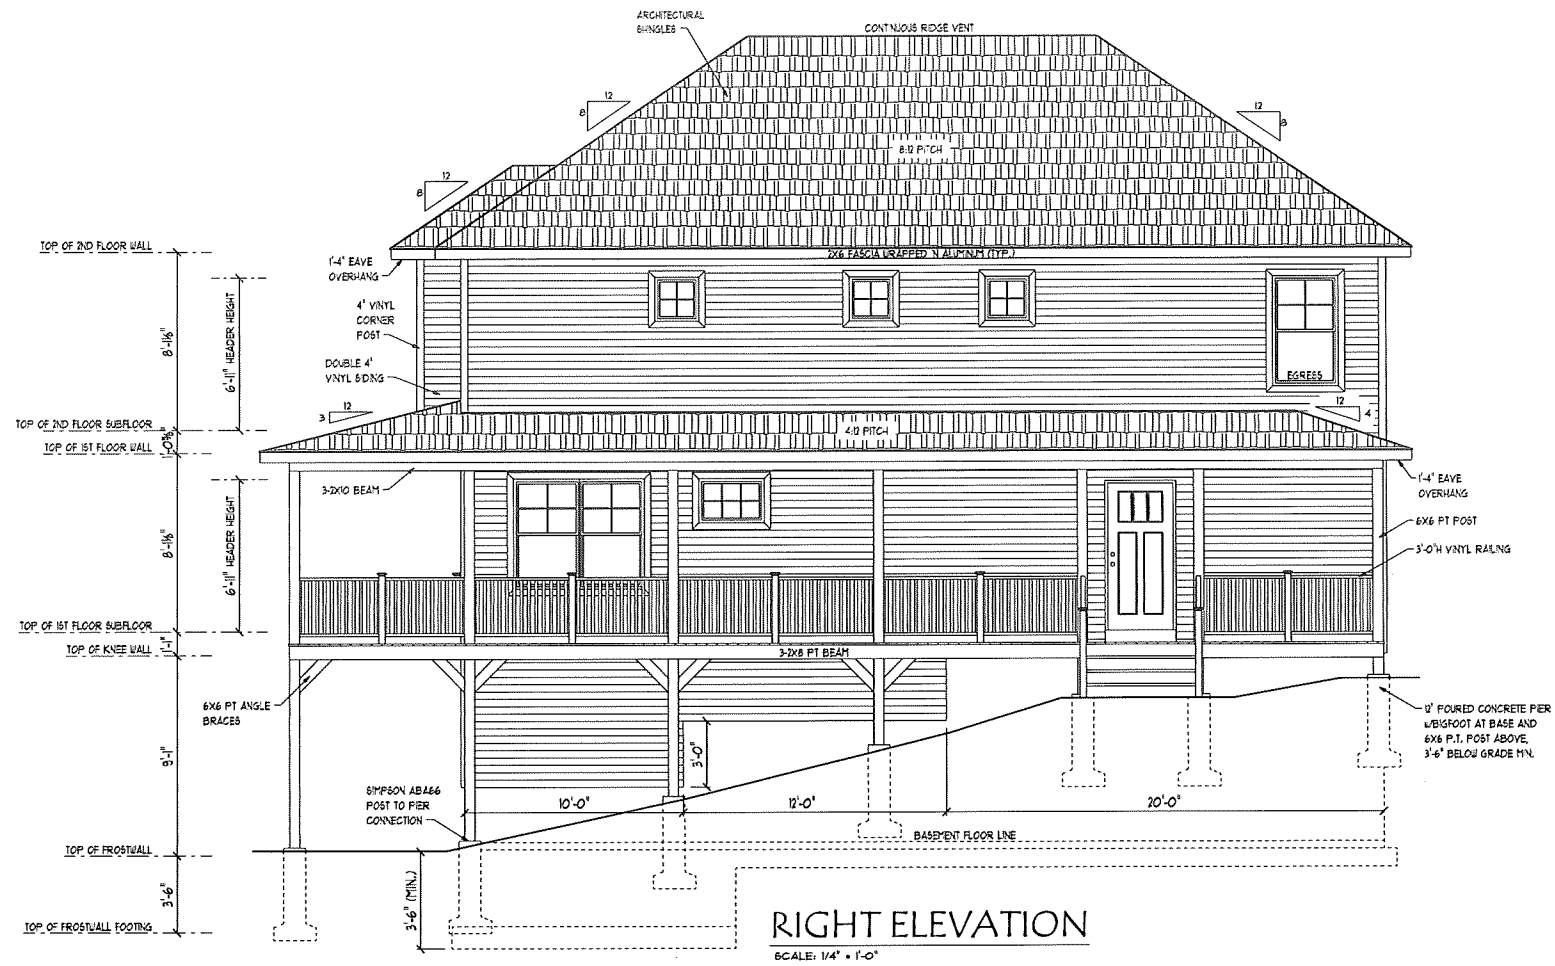 ARCHITECTURAL
SHINGLES
CONTINUOUS RIDGE VENT
12
8
12
8
8:12 PITCH
12
8
TOP OF 2ND FLOOR WALL
1'-4" EAVE
OVERHANG
2X6 FASCIA WRAPPED IN ALUMINUM (TYP.)
4" VINYL
CORNER
POST
8'-1⅛"
6'-11" HEADER HEIGHT
DOUBLE 4"
VINYL SIDING
EGRESS
12
3
12
4
TOP OF 2ND FLOOR SUBFLOOR
4:12 PITCH
TOP OF 1ST FLOOR WALL
3-2X10 BEAM
1'-4" EAVE
OVERHANG
6X6 PT POST
3'-0"H VINYL RAILING
8'-1⅛"
6'-11" HEADER HEIGHT
TOP OF 1ST FLOOR SUBFLOOR
1'-1"
TOP OF KNEE WALL
3-2X8 PT BEAM
6X6 PT ANGLE
BRACES
12" POURED CONCRETE PIER
W/BIGFOOT AT BASE AND
6X6 P.T. POST ABOVE,
3'-6" BELOW GRADE MIN.
9'-1"
3'-0"
SIMPSON ABA66
POST TO PIER
CONNECTION
10'-0"
12'-0"
20'-0"
BASEMENT FLOOR LINE
TOP OF FROSTWALL
3'-6"
3'-6" (MIN.)
TOP OF FROSTWALL FOOTING
RIGHT ELEVATION
SCALE: 1/4" = 1'-0"